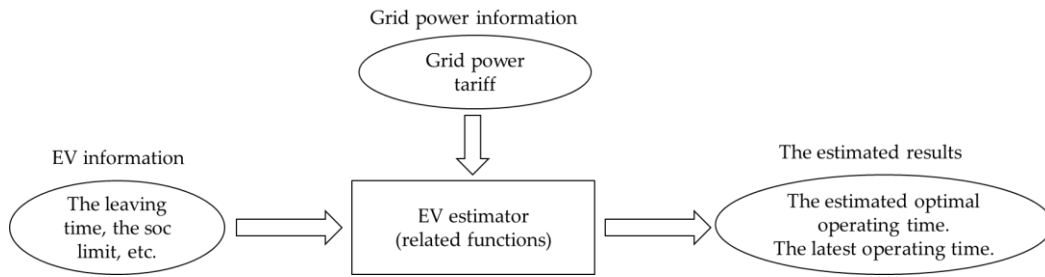 Grid power information
Grid power
tariff
EV information
The leaving
time, the soc
limit, etc.
EV estimator
(related functions)
The estimated results
The estimated optimal
operating time.
The latest operating time.